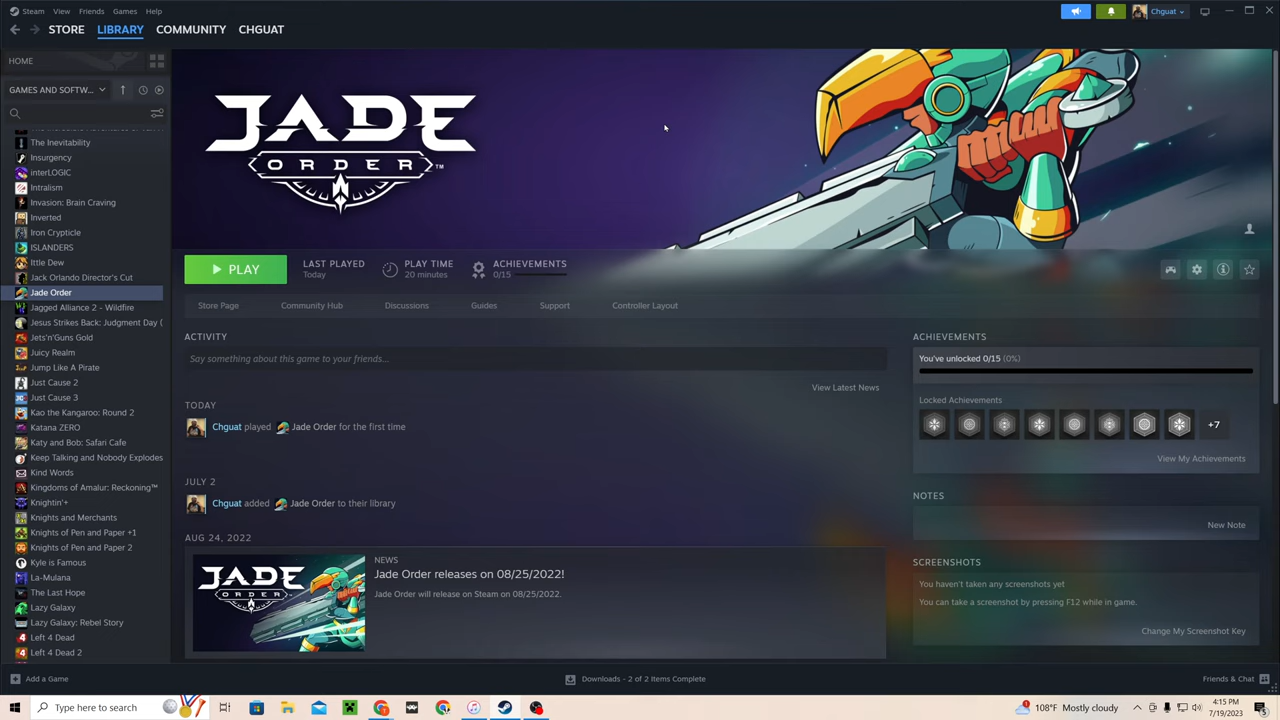 Steam View Friends Games Help
Chguat
STORE LIBRARY COMMUNITY CHGUAT
HOME
GAMES AND SOFTW...
The Inevitability
Insurgency
interLOGIC
Intralism
Invasion: Brain Craving
Inverted
Iron Crypticle
ISLANDERS
Ittle Dew
Jack Orlando Director's Cut
Jade Order
Jagged Alliance 2 - Wildfire
Jesus Strikes Back: Judgment Day (
Jets'n'Guns Gold
Juicy Realm
Jump Like A Pirate
Just Cause 2
Just Cause 3
Kao the Kangaroo: Round 2
Katana ZERO
Katy and Bob: Safari Cafe
Keep Talking and Nobody Explodes
Kind Words
Kingdoms of Amalur: Reckoning™
Knightin'+
Knights and Merchants
Knights of Pen and Paper +1
Knights of Pen and Paper 2
Kyle is Famous
La-Mulana
The Last Hope
Lazy Galaxy
Lazy Galaxy: Rebel Story
Left 4 Dead
Left 4 Dead 2
JADE
ORDER™
PLAY
LAST PLAYED
Today
PLAY TIME
20 minutes
ACHIEVEMENTS
0/15
Store Page Community Hub Discussions Guides Support Controller Layout
ACTIVITY
Say something about this game to your friends...
View Latest News
TODAY
Chguat played Jade Order for the first time
JULY 2
Chguat added Jade Order to their library
AUG 24, 2022
JADE
ORDER
NEWS
Jade Order releases on 08/25/2022!
Jade Order will release on Steam on 08/25/2022.
ACHIEVEMENTS
You've unlocked 0/15 (0%)
Locked Achievements
+7
View My Achievements
NOTES
New Note
SCREENSHOTS
You haven't taken any screenshots yet
You can take a screenshot by pressing F12 while in game.
Change My Screenshot Key
Add a Game
Downloads - 2 of 2 Items Complete
Friends & Chat
Type here to search
108°F Mostly cloudy
4:15 PM
7/19/2023
5